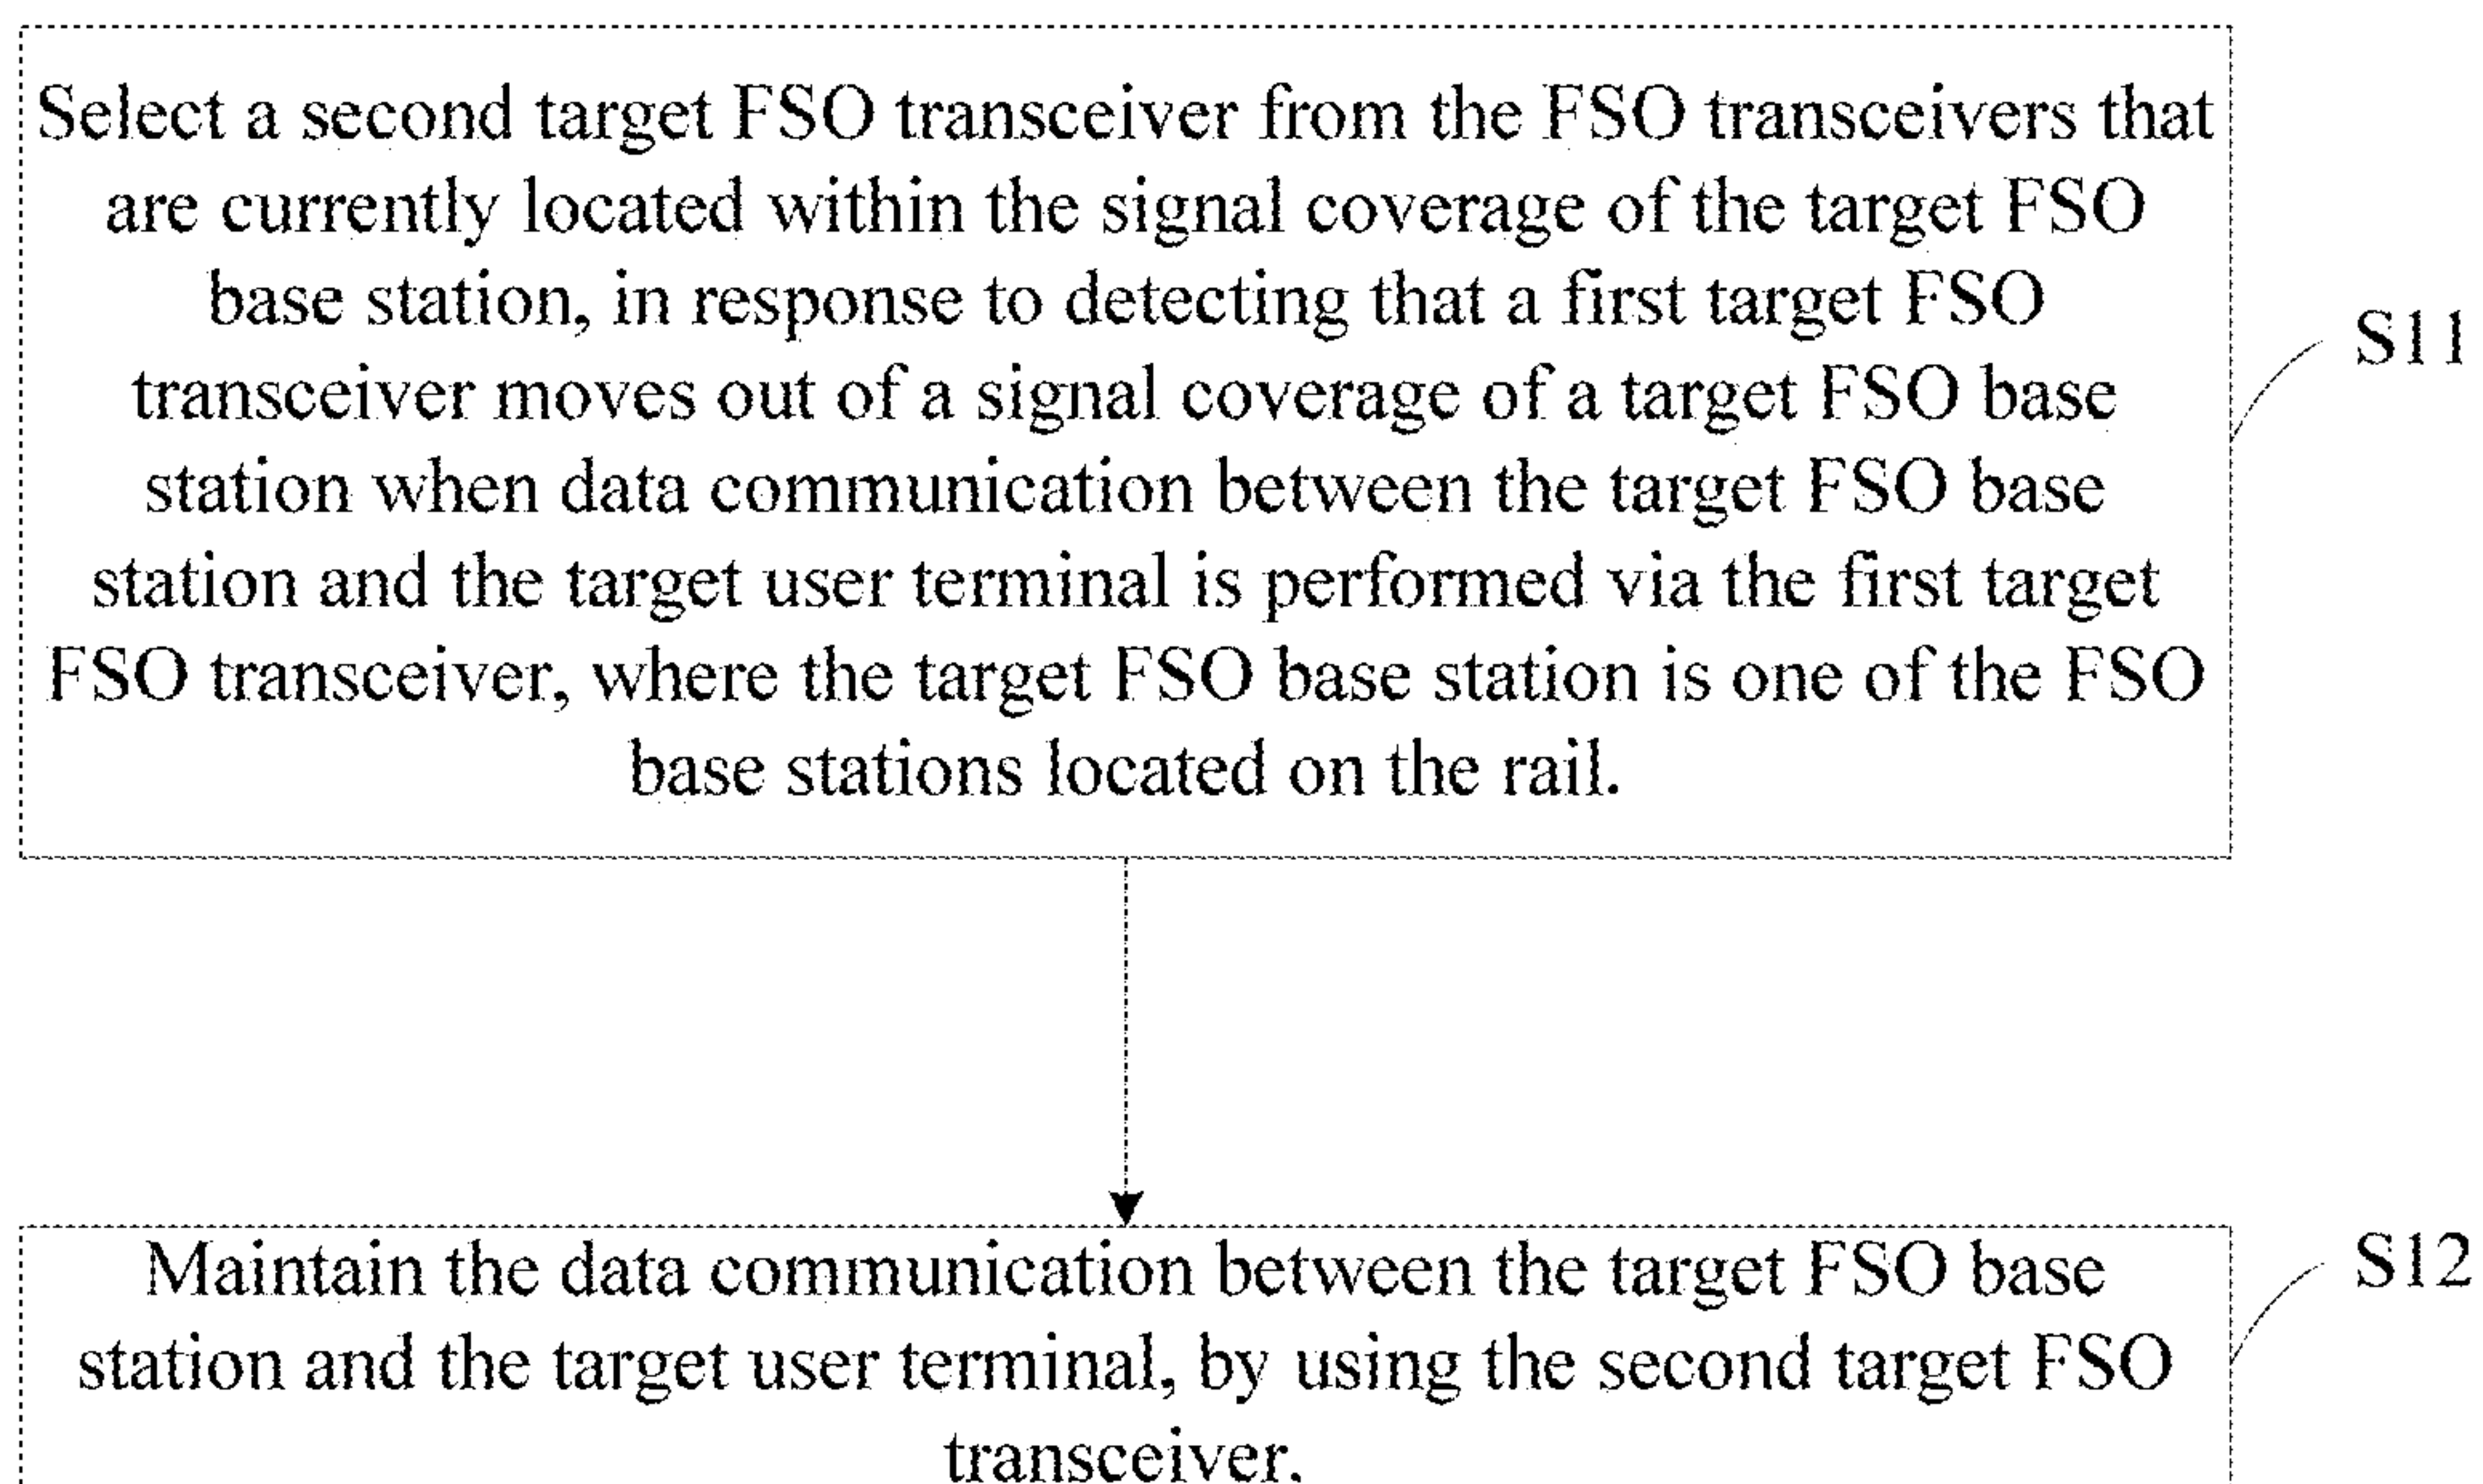 Select a second target FSO transceiver from the FSO transceivers that
are currently located within the signal coverage of the target FSO
base station, in response to detecting that a first target FSO
transceiver moves out of a signal coverage of a target FSO base
station when data communication between the target FSO base
station and the target user terminal is performed via the first target
FSO transceiver, where the target FSO base station is one of the FSO
base stations located on the rail.
S11
Maintain the data communication between the target FSO base
station and the target user terminal, by using the second target FSO
transceiver.
S12